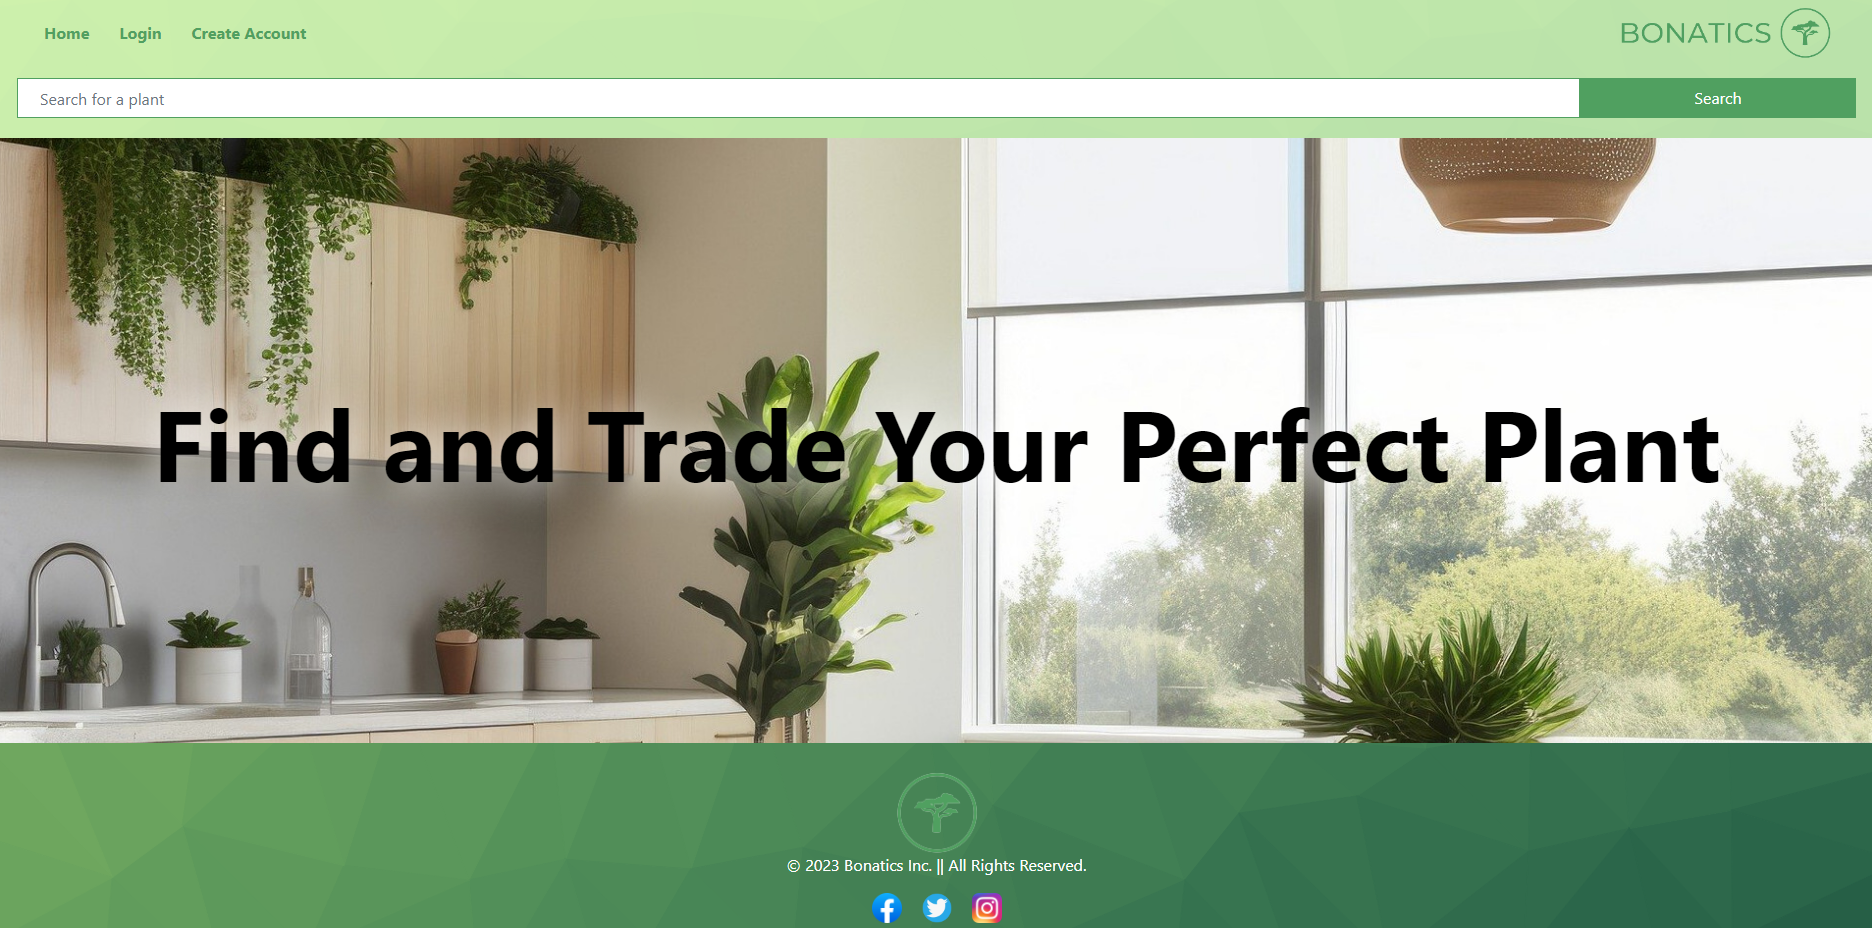 Home Login Create Account BONATICS
Search for a plant Search
Find and Trade Your Perfect Plant
© 2023 Bonatics Inc. || All Rights Reserved.